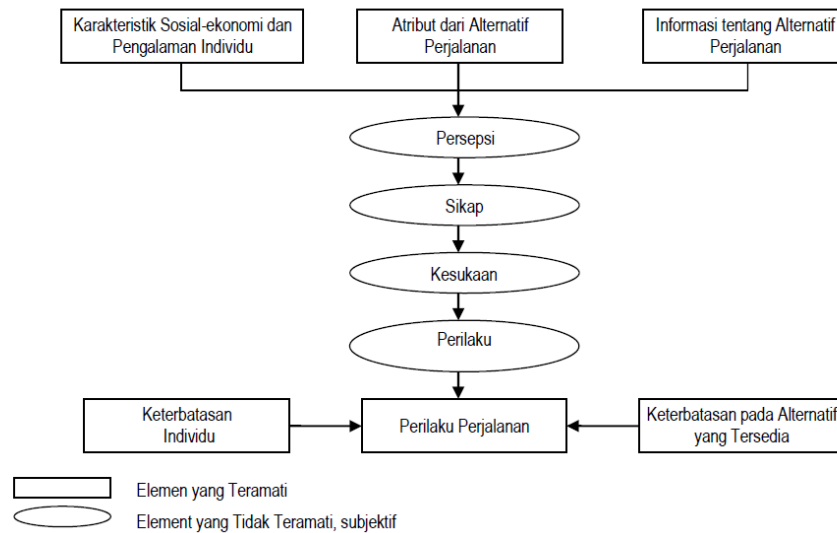 Karakteristik Sosial-ekonomi dan
Pengalaman Individu
Atribut dari Alternatif
Perjalanan
Informasi tentang Alternatif
Perjalanan
Persepsi
Sikap
Kesukaan
Perilaku
Keterbatasan
Individu
Perilaku Perjalanan
Keterbatasan pada Alternatif
yang Tersedia
Elemen yang Teramati
Element yang Tidak Teramati, subjektif